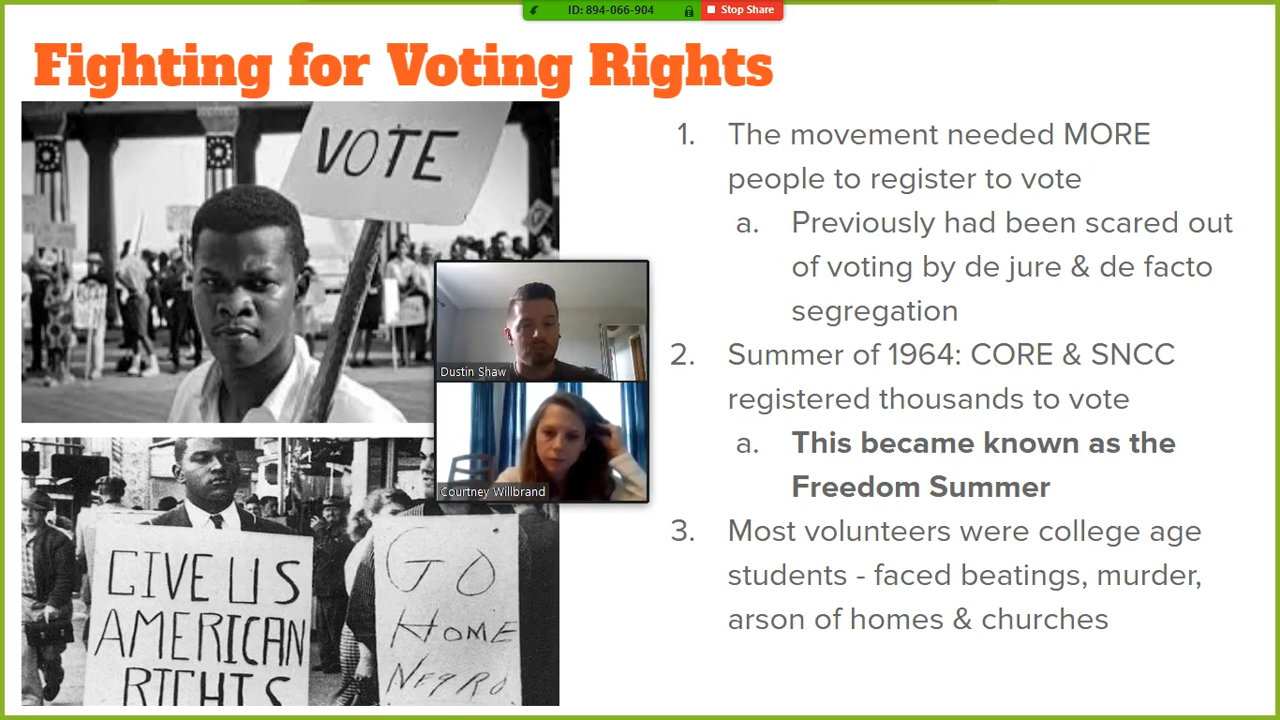 ID: 894-066-904
Stop Share
Fighting for Voting Rights
VOTE
Dustin Shaw
Courtney Willbrand
GIVE US
AMERICAN
RIGHTS
GO
HOME
NEGRO
1. The movement needed MORE
people to register to vote
a. Previously had been scared out
of voting by de jure & de facto
segregation
2. Summer of 1964: CORE & SNCC
registered thousands to vote
a. This became known as the
Freedom Summer
3. Most volunteers were college age
students - faced beatings, murder,
arson of homes & churches